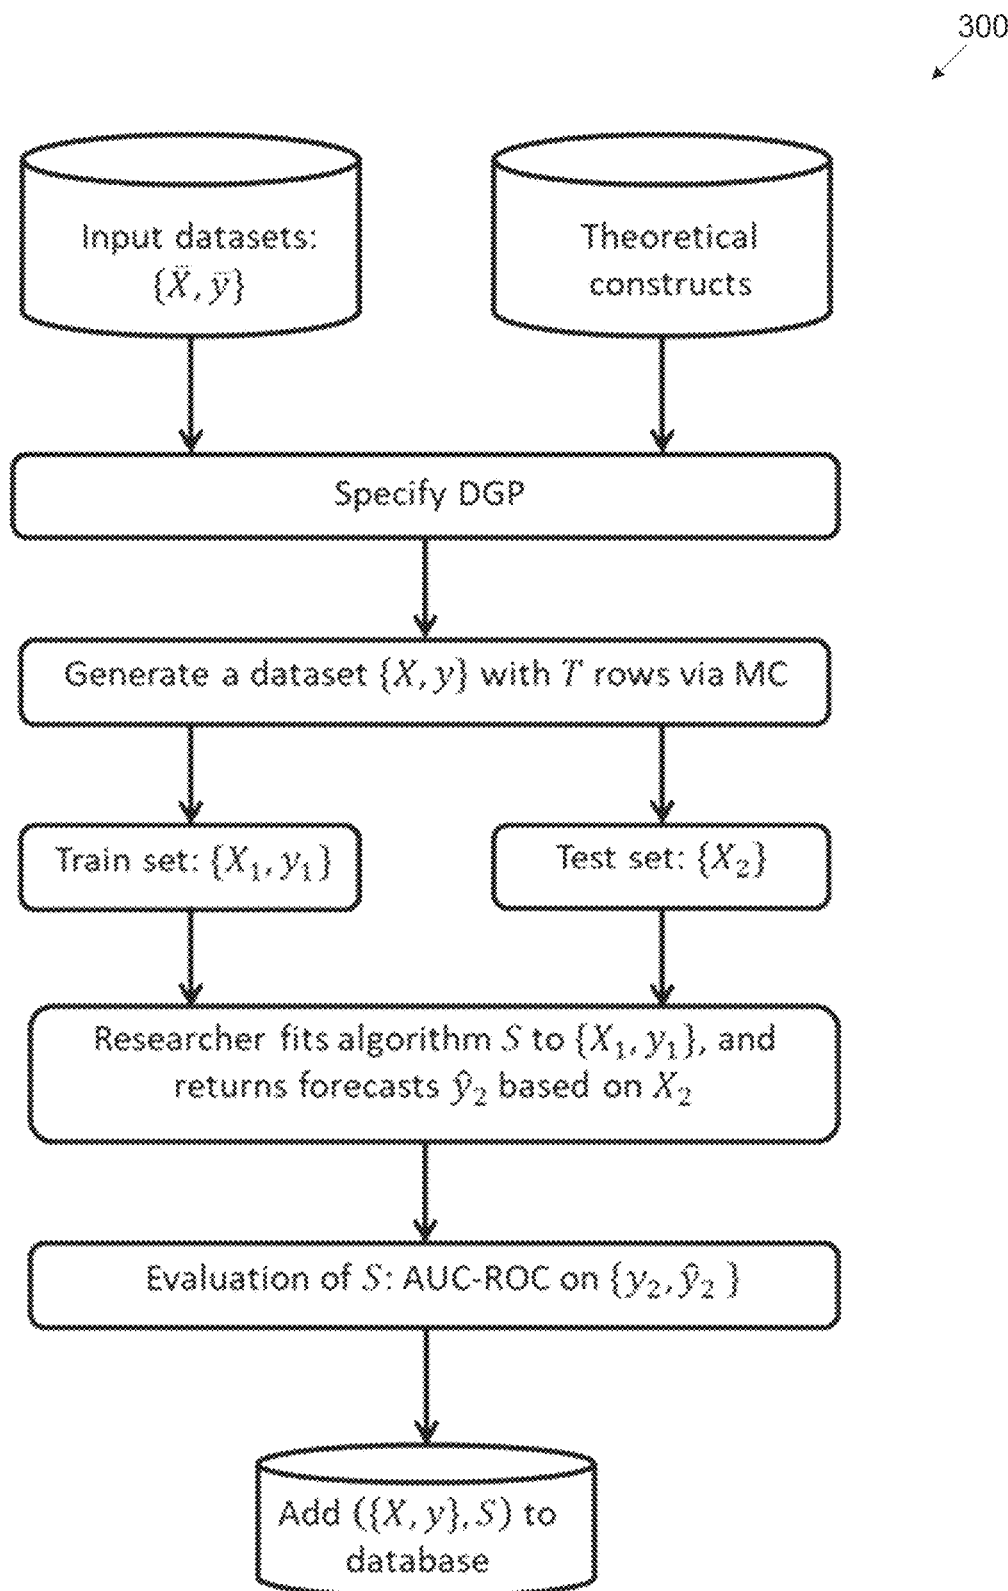 300
Input datasets:
{Ẍ, ÿ}
Theoretical
constructs
Specify DGP
Generate a dataset {X, y} with T rows via MC
Train set: {X₁, y₁}
Test set: {X₂}
Researcher fits algorithm S to {X₁, y₁}, and
returns forecasts ŷ₂ based on X₂
Evaluation of S: AUC-ROC on {y₂, ŷ₂ }
Add ({X, y}, S) to
database